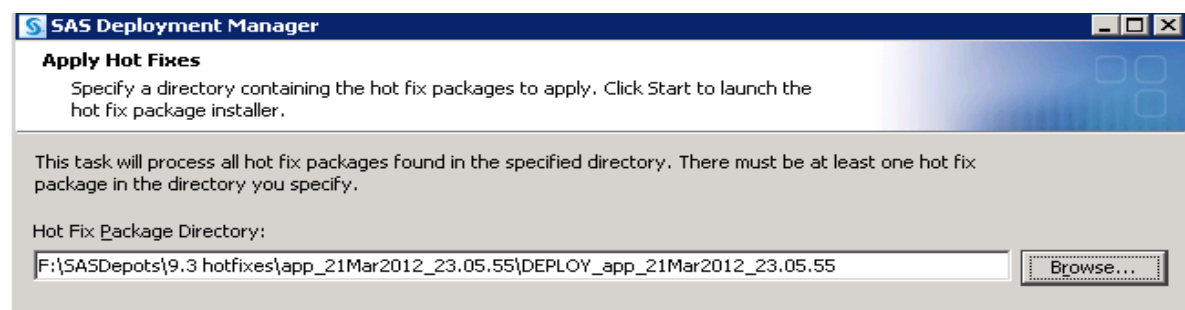 SAS Deployment Manager
Apply Hot Fixes
Specify a directory containing the hot fix packages to apply. Click Start to launch the
hot fix package installer.
This task will process all hot fix packages found in the specified directory. There must be at least one hot fix
package in the directory you specify.
Hot Fix Package Directory:
F:\SASDepots\9.3 hotfixes\app_21Mar2012_23.05.55\DEPLOY_app_21Mar2012_23.05.55
Browse...